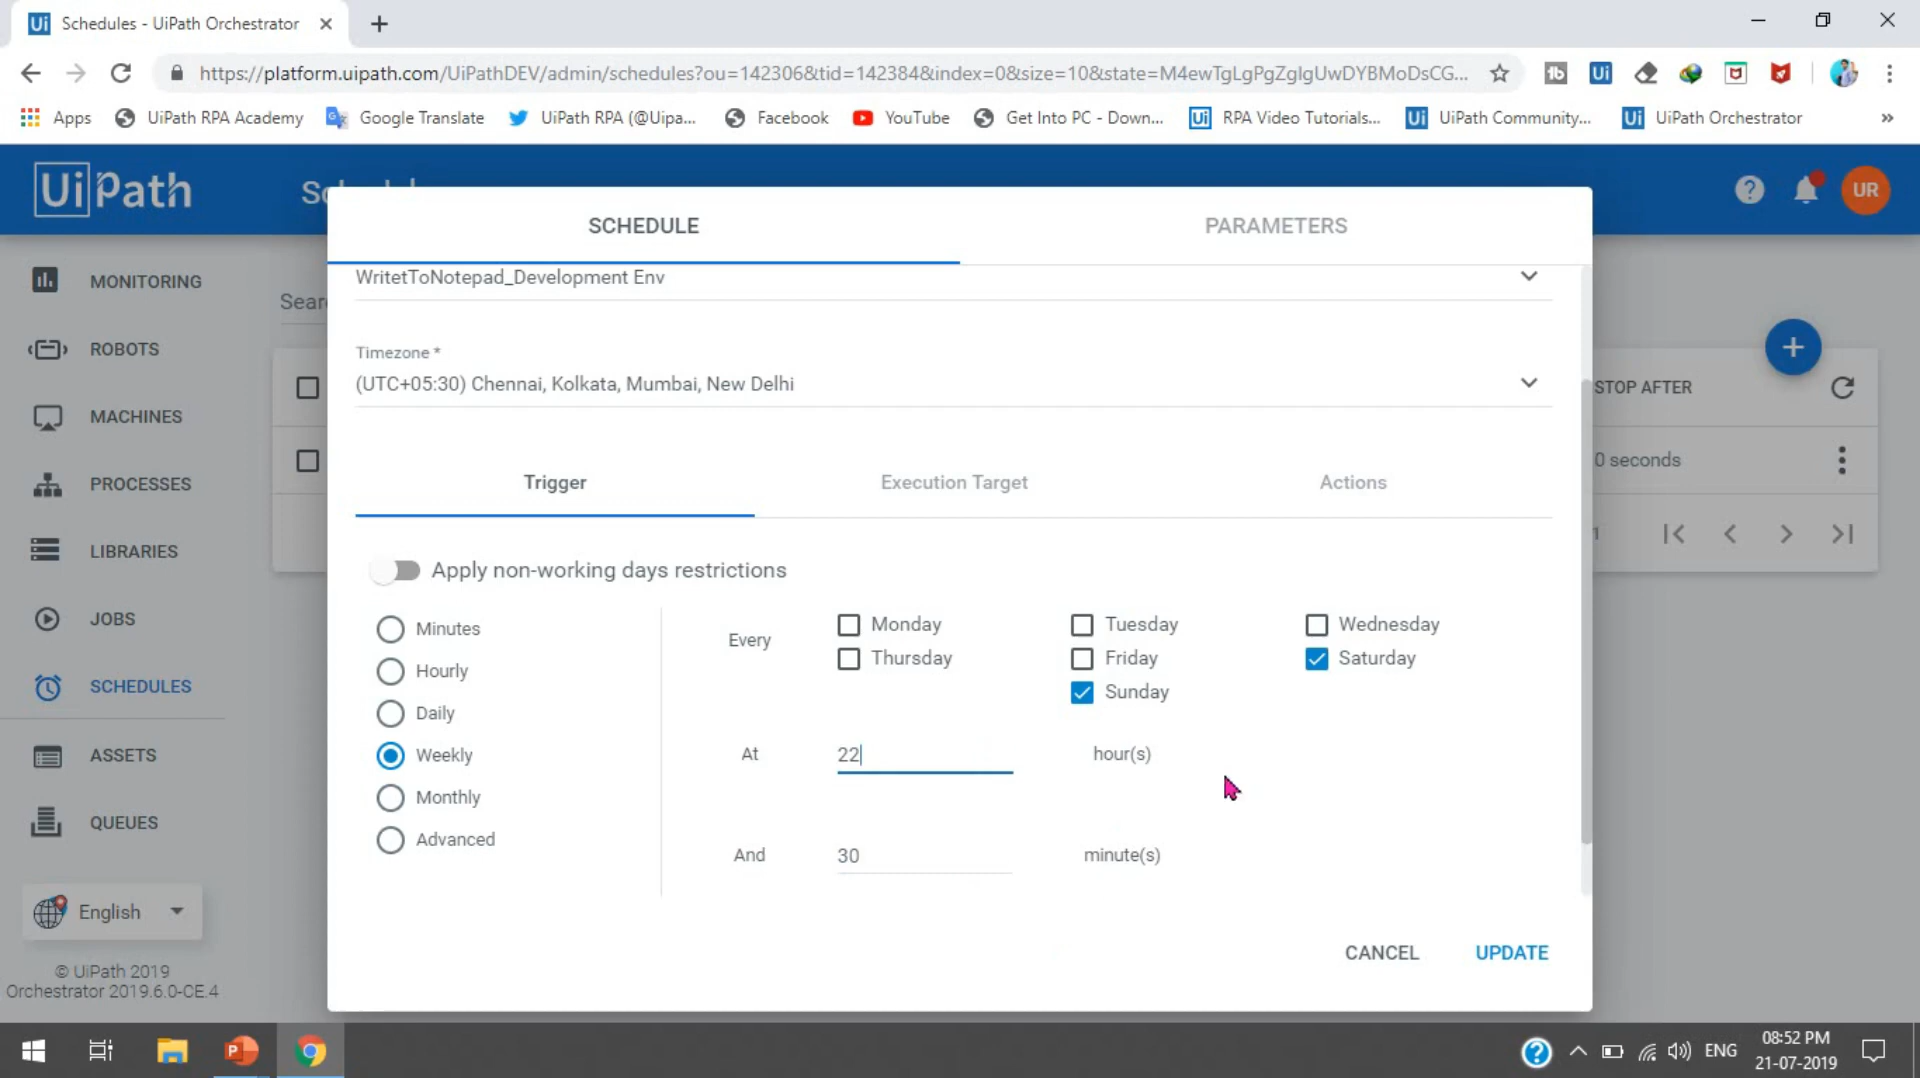 Ui Schedules - UiPath Orchestrator
https://platform.uipath.com/UiPathDEV/admin/schedules?ou=142306&tid=142384&index=0&size=10&state=M4ewTgLgPgZglgUwDYBMoDsCG...
Apps UiPath RPA Academy Google Translate UiPath RPA (@Uipa... Facebook YouTube Get Into PC - Down... RPA Video Tutorials... UiPath Community... UiPath Orchestrator »
UiPath
UR
SCHEDULE PARAMETERS
MONITORING
WritetToNotepad_Development Env
ROBOTS
Timezone *
(UTC+05:30) Chennai, Kolkata, Mumbai, New Delhi
STOP AFTER
MACHINES
0 seconds
PROCESSES
Trigger Execution Target Actions
LIBRARIES
Apply non-working days restrictions
JOBS
Minutes
Every
Monday Tuesday Wednesday
Thursday Friday Saturday
Sunday
Hourly
SCHEDULES
Daily
ASSETS
Weekly
At 22 hour(s)
Monthly
QUEUES
Advanced
And 30 minute(s)
English
CANCEL UPDATE
© UiPath 2019
Orchestrator 2019.6.0-CE.4
ENG
08:52 PM
21-07-2019